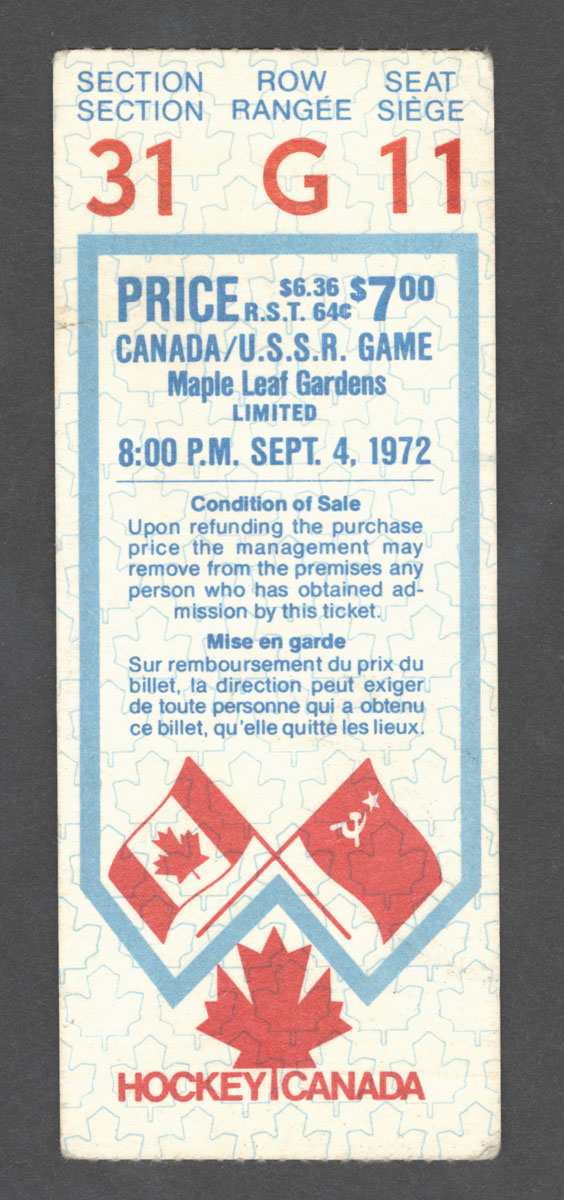 SECTION ROW SEAT
SECTION RANGÉE SIÈGE
31 G 11
PRICE $6.36 R.S.T. 64¢ $7.00
CANADA/U.S.S.R. GAME
Maple Leaf Gardens
LIMITED
8:00 P.M. SEPT. 4, 1972
Condition of Sale
Upon refunding the purchase
price the management may
remove from the premises any
person who has obtained ad-
mission by this ticket.
Mise en garde
Sur remboursement du prix du
billet, la direction peut exiger
de toute personne qui a obtenu
ce billet, qu'elle quitte les lieux.
HOCKEY CANADA